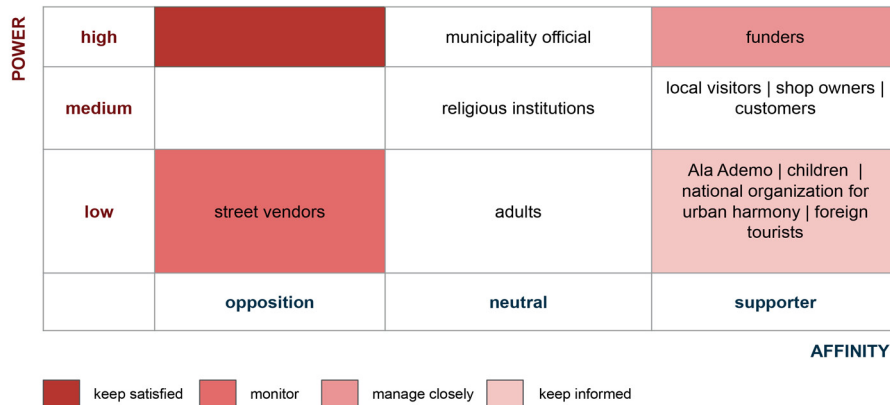 POWER
high
municipality official
funders
medium
religious institutions
local visitors | shop owners |
customers
low
street vendors
adults
Ala Ademo | children |
national organization for
urban harmony | foreign
tourists
opposition
neutral
supporter
AFFINITY
keep satisfied
monitor
manage closely
keep informed